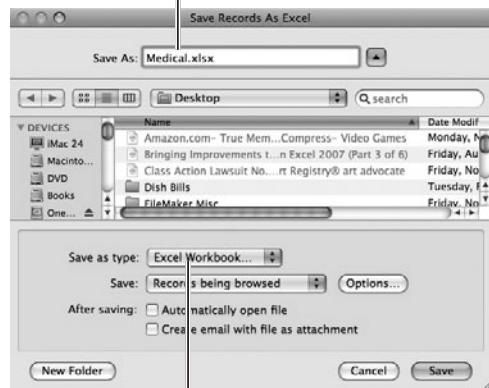 Save Records As Excel
Save As: Medical.xlsx
Desktop
search
DEVICES
iMac 24
Macinto...
DVD
Books
One...
Name
Date Modif
Amazon.com- True Mem...Compress- Video Games
Monday, N
Bringing Improvements t...n Excel 2007 (Part 3 of 6)
Friday, Au
Class Action Lawsuit No....rt Registry® art advocate
Friday, No
Dish Bills
Tuesday, F
FileMaker Misc
Friday, No
Save as type: Excel Workbook...
Save: Records being browsed
Options...
After saving: Automatically open file
Create email with file as attachment
New Folder
Cancel
Save